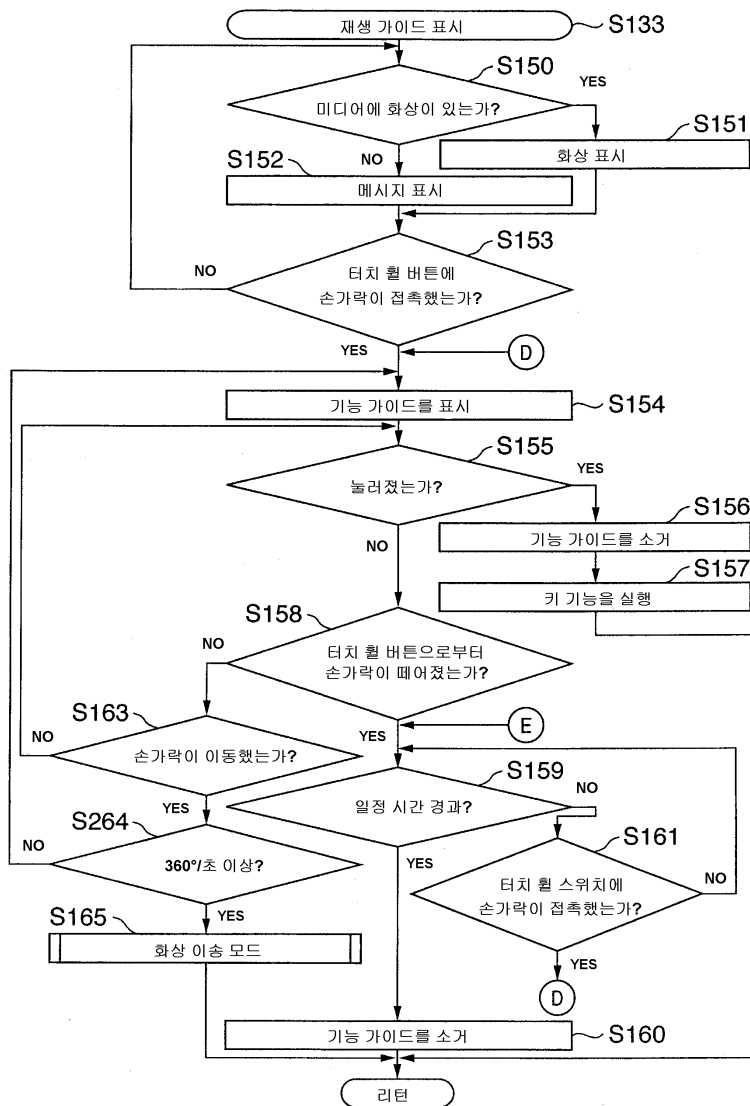 재생 가이드 표시
S133
S150
YES
미디어에 화상이 있는가?
S151
화상 표시
NO
S152
메시지 표시
S153
NO
터치 휠 버튼에
손가락이 접촉했는가?
YES
D
기능 가이드를 표시
S154
S155
YES
눌러졌는가?
S156
기능 가이드를 소거
NO
S157
키 기능을 실행
S158
NO
터치 휠 버튼으로부터
손가락이 떼어졌는가?
S163
YES
E
NO
손가락이 이동했는가?
S159
NO
일정 시간 경과?
YES
S264
S161
NO
360°/초 이상?
YES
NO
터치 휠 스위치에
손가락이 접촉했는가?
YES
S165
화상 이송 모드
YES
D
기능 가이드를 소거
S160
리턴